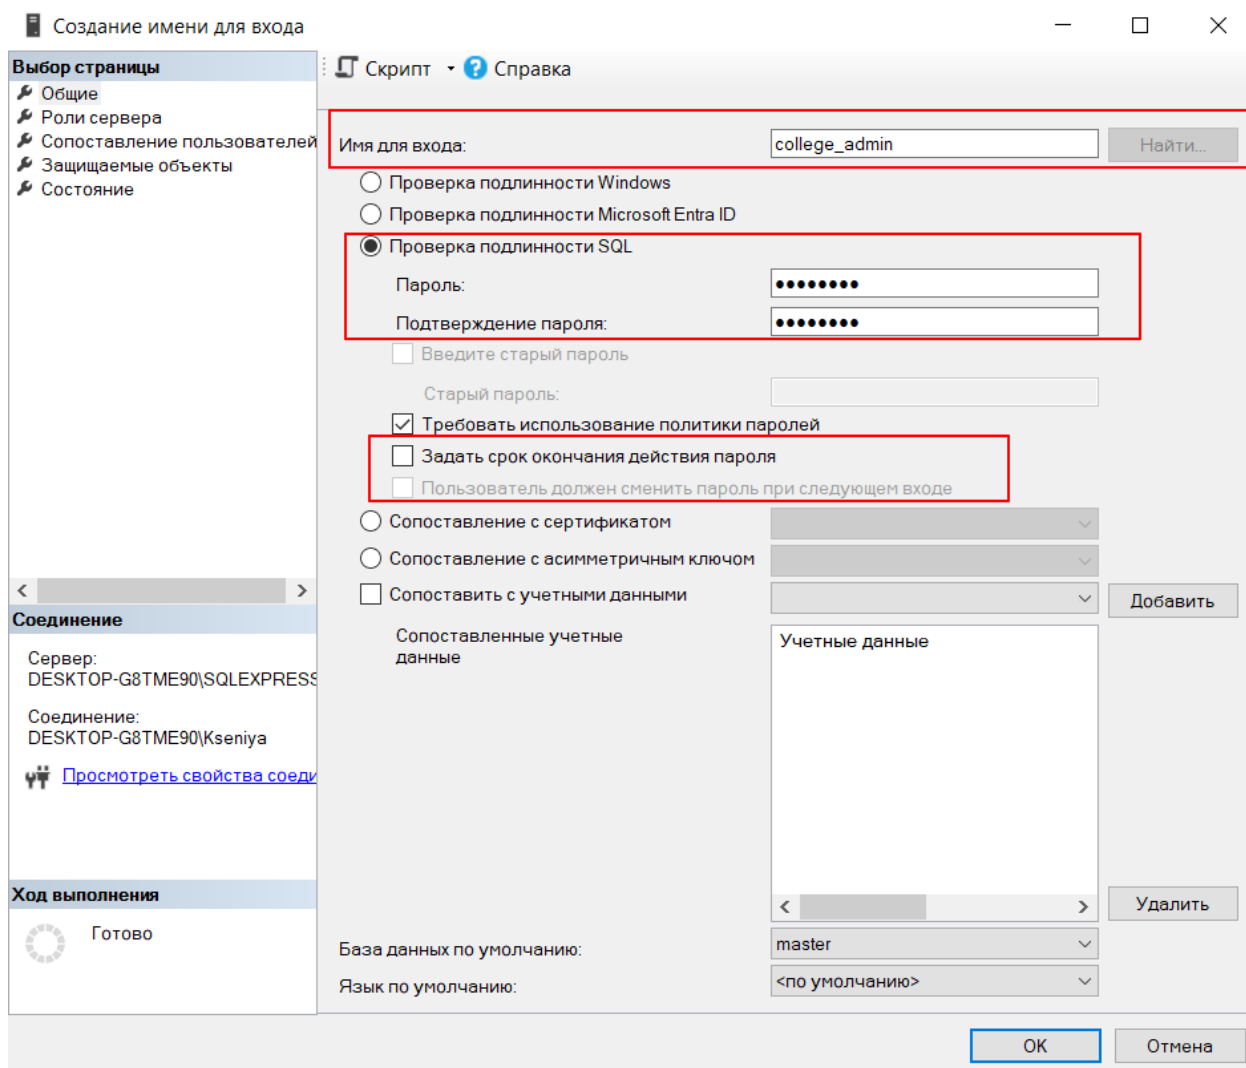 Создание имени для входа
Выбор страницы
Общие
Роли сервера
Сопоставление пользователей
Защищаемые объекты
Состояние
Скрипт
Справка
Имя для входа:
college_admin
Найти...
Проверка подлинности Windows
Проверка подлинности Microsoft Entra ID
Проверка подлинности SQL
Пароль:
●●●●●●●●
Подтверждение пароля:
●●●●●●●●
Введите старый пароль
Старый пароль:
Требовать использование политики паролей
Задать срок окончания действия пароля
Пользователь должен сменить пароль при следующем входе
Сопоставление с сертификатом
Сопоставление с асимметричным ключом
Сопоставить с учетными данными
Добавить
Сопоставленные учетные
данные
Учетные данные
Удалить
База данных по умолчанию:
master
Язык по умолчанию:
<по умолчанию>
Соединение
Сервер:
DESKTOP-G8TME90\SQLEXPRESS
Соединение:
DESKTOP-G8TME90\Kseniya
Просмотреть свойства соеди
Ход выполнения
Готово
OK
Отмена